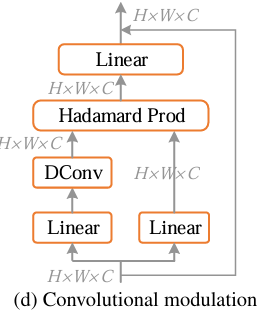 H×W×C
Linear
H×W×C
Hadamard Prod
H×W×C
H×W×C
DConv
Linear
Linear
H×W×C
(d) Convolutional modulation